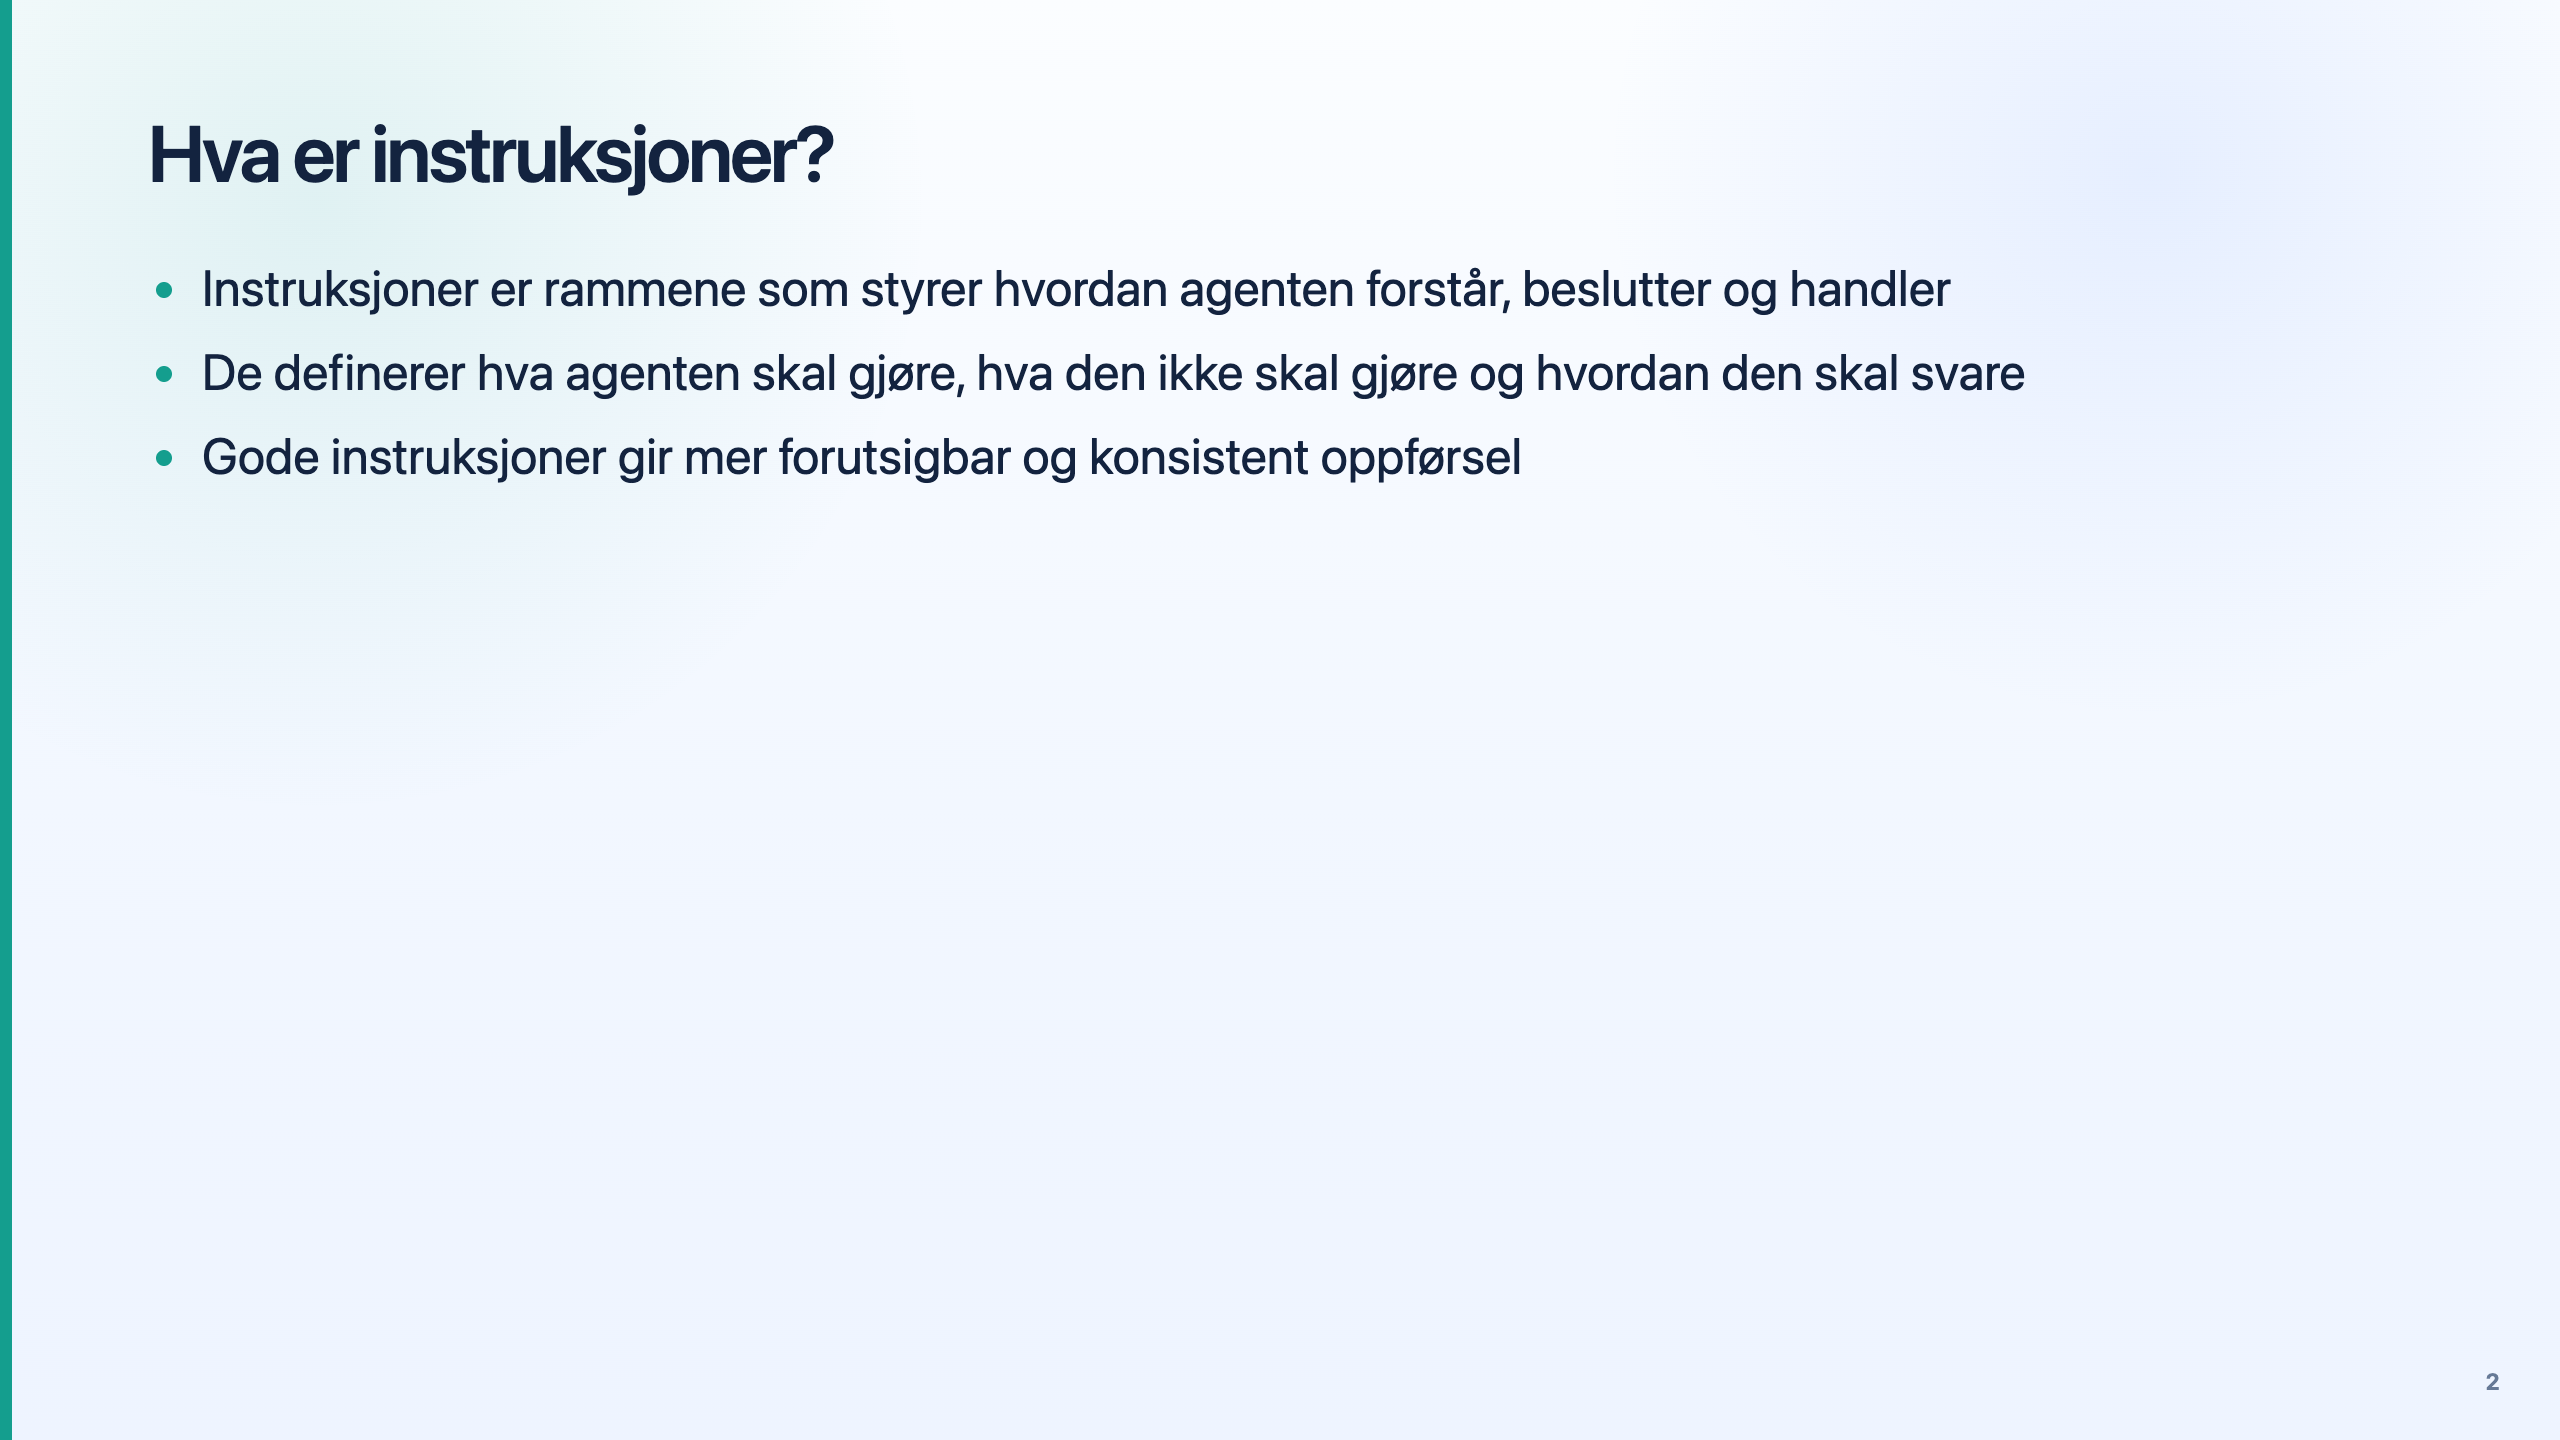 Hva er instruksjoner?
• Instruksjoner er rammene som styrer hvordan agenten forstår, beslutter og handler
• De definerer hva agenten skal gjøre, hva den ikke skal gjøre og hvordan den skal svare
• Gode instruksjoner gir mer forutsigbar og konsistent oppførsel
2